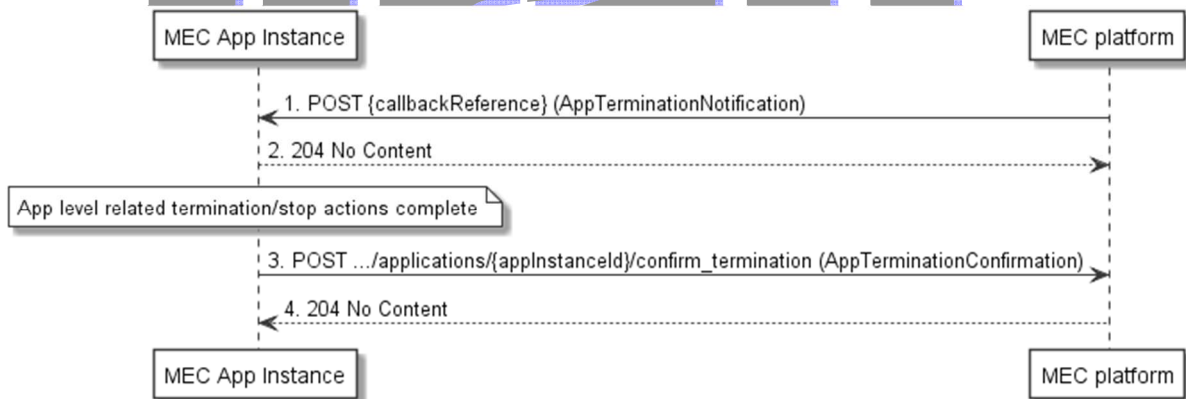 MEC App Instance
MEC platform
1. POST {callbackReference} (AppTerminationNotification)
2. 204 No Content
App level related termination/stop actions complete
3. POST .../applications/{appInstanceId}/confirm_termination (AppTerminationConfirmation)
4. 204 No Content
MEC App Instance
MEC platform